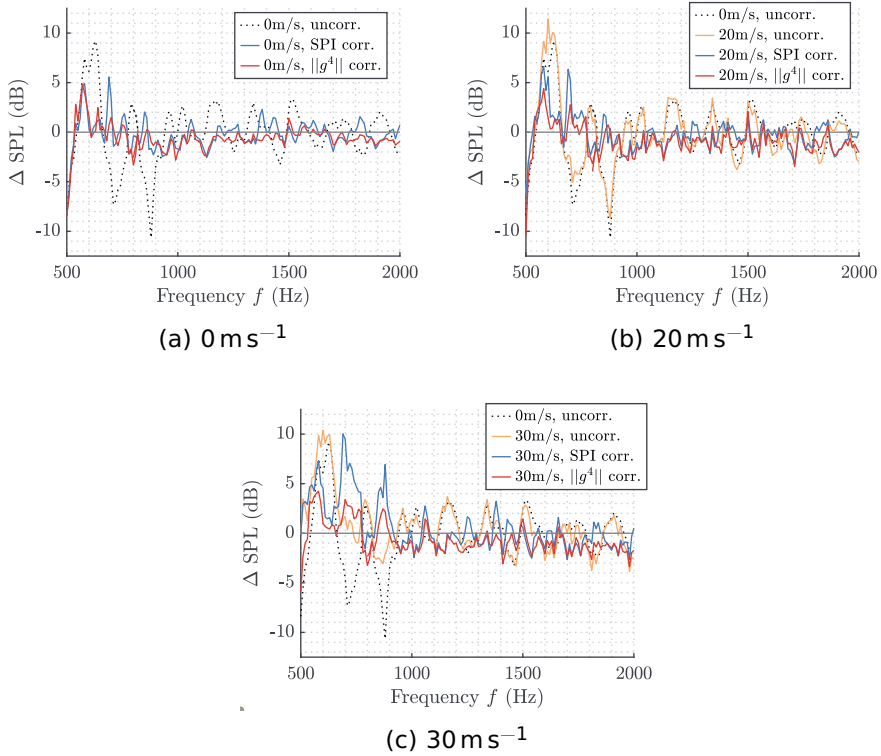 0m/s, uncorr.
0m/s, SPI corr.
0m/s, ||g⁴|| corr.
10
5
0
-5
-10
Δ SPL (dB)
500 1000 1500 2000
Frequency f (Hz)
(a) 0 m s⁻¹
0m/s, uncorr.
20m/s, uncorr.
20m/s, SPI corr.
20m/s, ||g⁴|| corr.
10
5
0
-5
-10
Δ SPL (dB)
500 1000 1500 2000
Frequency f (Hz)
(b) 20 m s⁻¹
0m/s, uncorr.
30m/s, uncorr.
30m/s, SPI corr.
30m/s, ||g⁴|| corr.
10
5
0
-5
-10
Δ SPL (dB)
500 1000 1500 2000
Frequency f (Hz)
(c) 30 m s⁻¹